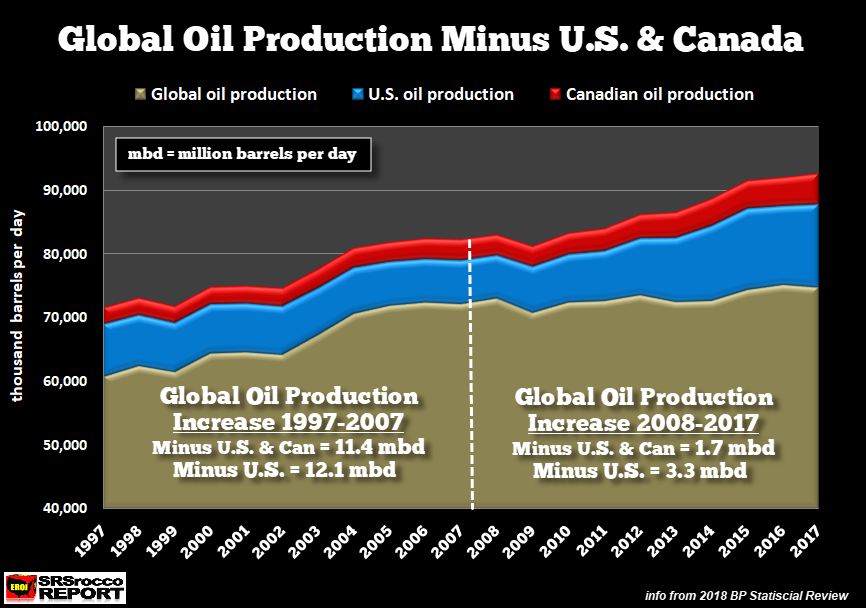 Global Oil Production Minus U.S. & Canada
Global oil production
U.S. oil production
Canadian oil production
100,000
mbd = million barrels per day
90,000
80,000
70,000
60,000
50,000
40,000
thousand barrels per day
Global Oil Production
Increase 1997-2007
Minus U.S. & Can = 11.4 mbd
Minus U.S. = 12.1 mbd
Global Oil Production
Increase 2008-2017
Minus U.S. & Can = 1.7 mbd
Minus U.S. = 3.3 mbd
1997
1998
1999
2000
2001
2002
2003
2004
2005
2006
2007
2008
2009
2010
2011
2012
2013
2014
2015
2016
2017
EROI
SRSrocco
REPORT
info from 2018 BP Statiscial Review